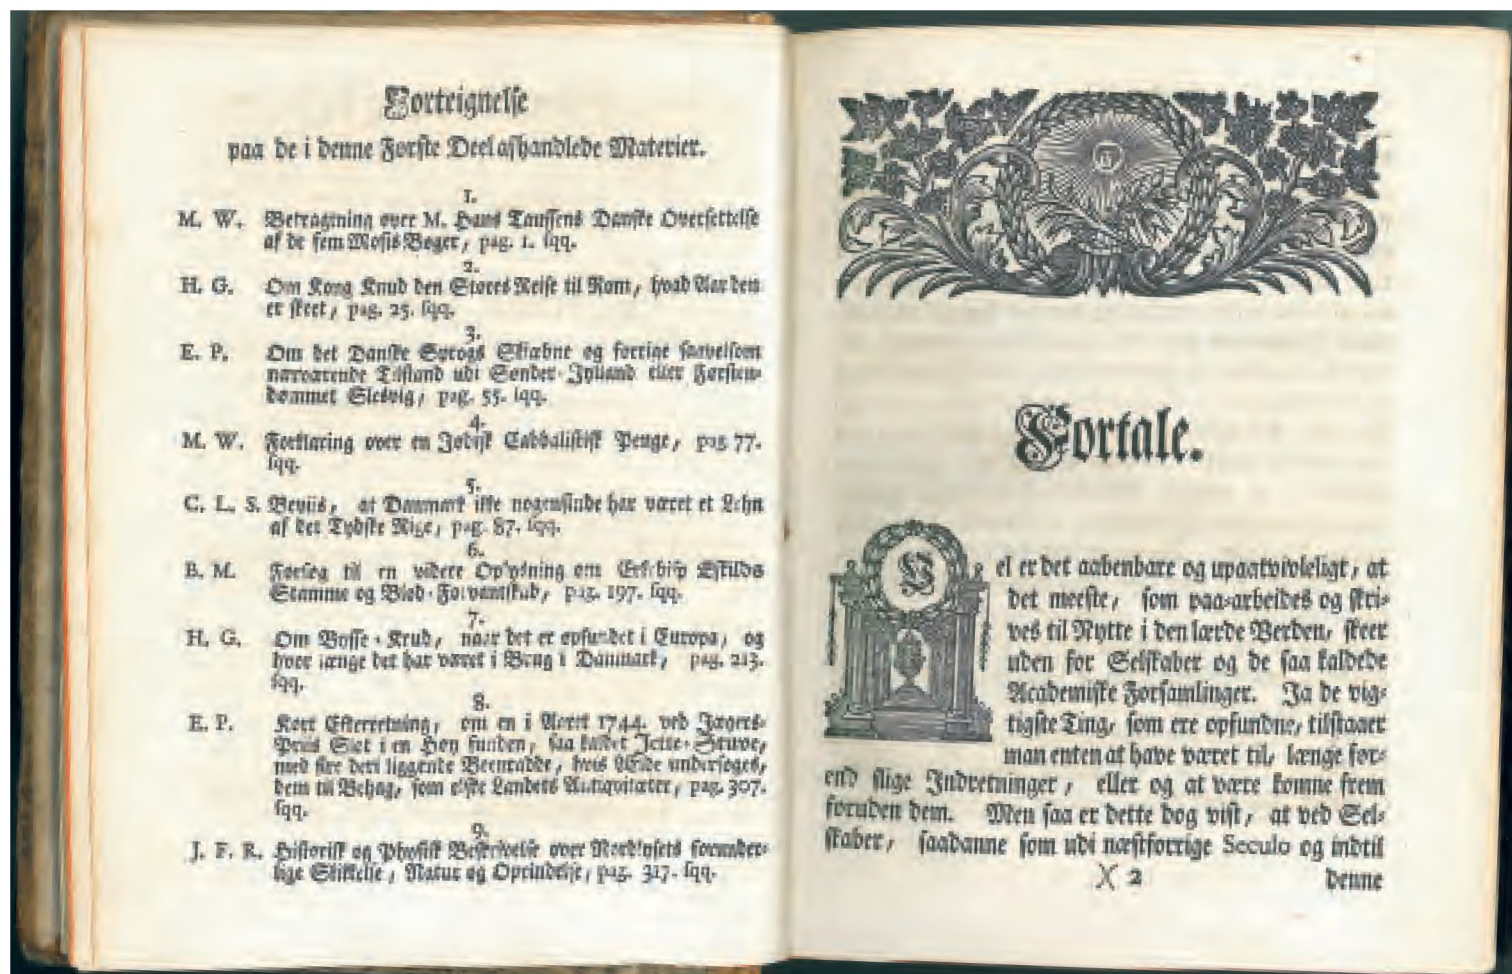 Forteignelse
paa de i denne Første Deel afhandlede Materier.
1.
M. W. Betragtning over M. Hans Taussens Danske Oversettelse
af de fem Mosis Bøger, pag. 1. sqq.
2.
H. G. Om Kong Knud den Stores Reise til Rom, hvad Aar den
er skeet, pag. 25. sqq.
3.
E. P. Om det Danske Sprogs Skiæbne og forrige saavelsom
nærværende Tilstand udi Sønder-Jylland eller Førsten-
dømmet Slesvig, pag. 55. sqq.
4.
M. W. Forklaring over en Jødisk Cabbalistisk Penge, pag 77.
sqq.
5.
C. L. S. Beviis, at Danmark ikke nogensinde har været et Lehn
af det Tydske Rige, pag. 87. sqq.
6.
B. M. Forsøg til en videre Oplysning om Erkebisp Eskilds
Stamme og Blod-Forvantskab, pag. 197. sqq.
7.
H. G. Om Bøsse-Krud, naar det er opfundet i Europa, og
hvor længe det har været i Brug i Danmark, pag. 213.
sqq.
8.
E. P. Kort Efterretning, om en i Aaret 1744. ved Jægers-
Priis Slot i en Høy funden, saa kaldet Jette-Stuve,
med fire deri liggende Beenradde, hvis Ælde undersøges,
dem til Behag, som elske Landets Antiqviteter, pag. 307.
sqq.
9.
J. F. R. Historisk og Physisk Beskrivelse over Nordlysets forunder-
lige Skikkelse, Natur og Oprindelse, pag. 317. sqq.
Fortale.
Vel er det aabenbare og upaatvivleligt, at
det meeste, som paa-arbeides og skri-
ves til Nytte i den lærde Verden, skeer
uden for Selskaber og de saa kaldede
Academiske Forsamlinger. Ja de vig-
tigste Ting, som ere opfundne, tilstaaer
man enten at have været til, længe før-
end slige Indretninger, eller og at være komne frem
foruden dem. Men saa er dette dog vist, at ved Sel-
skaber, saadanne som udi næstforrige Seculo og indtil
X 2 denne